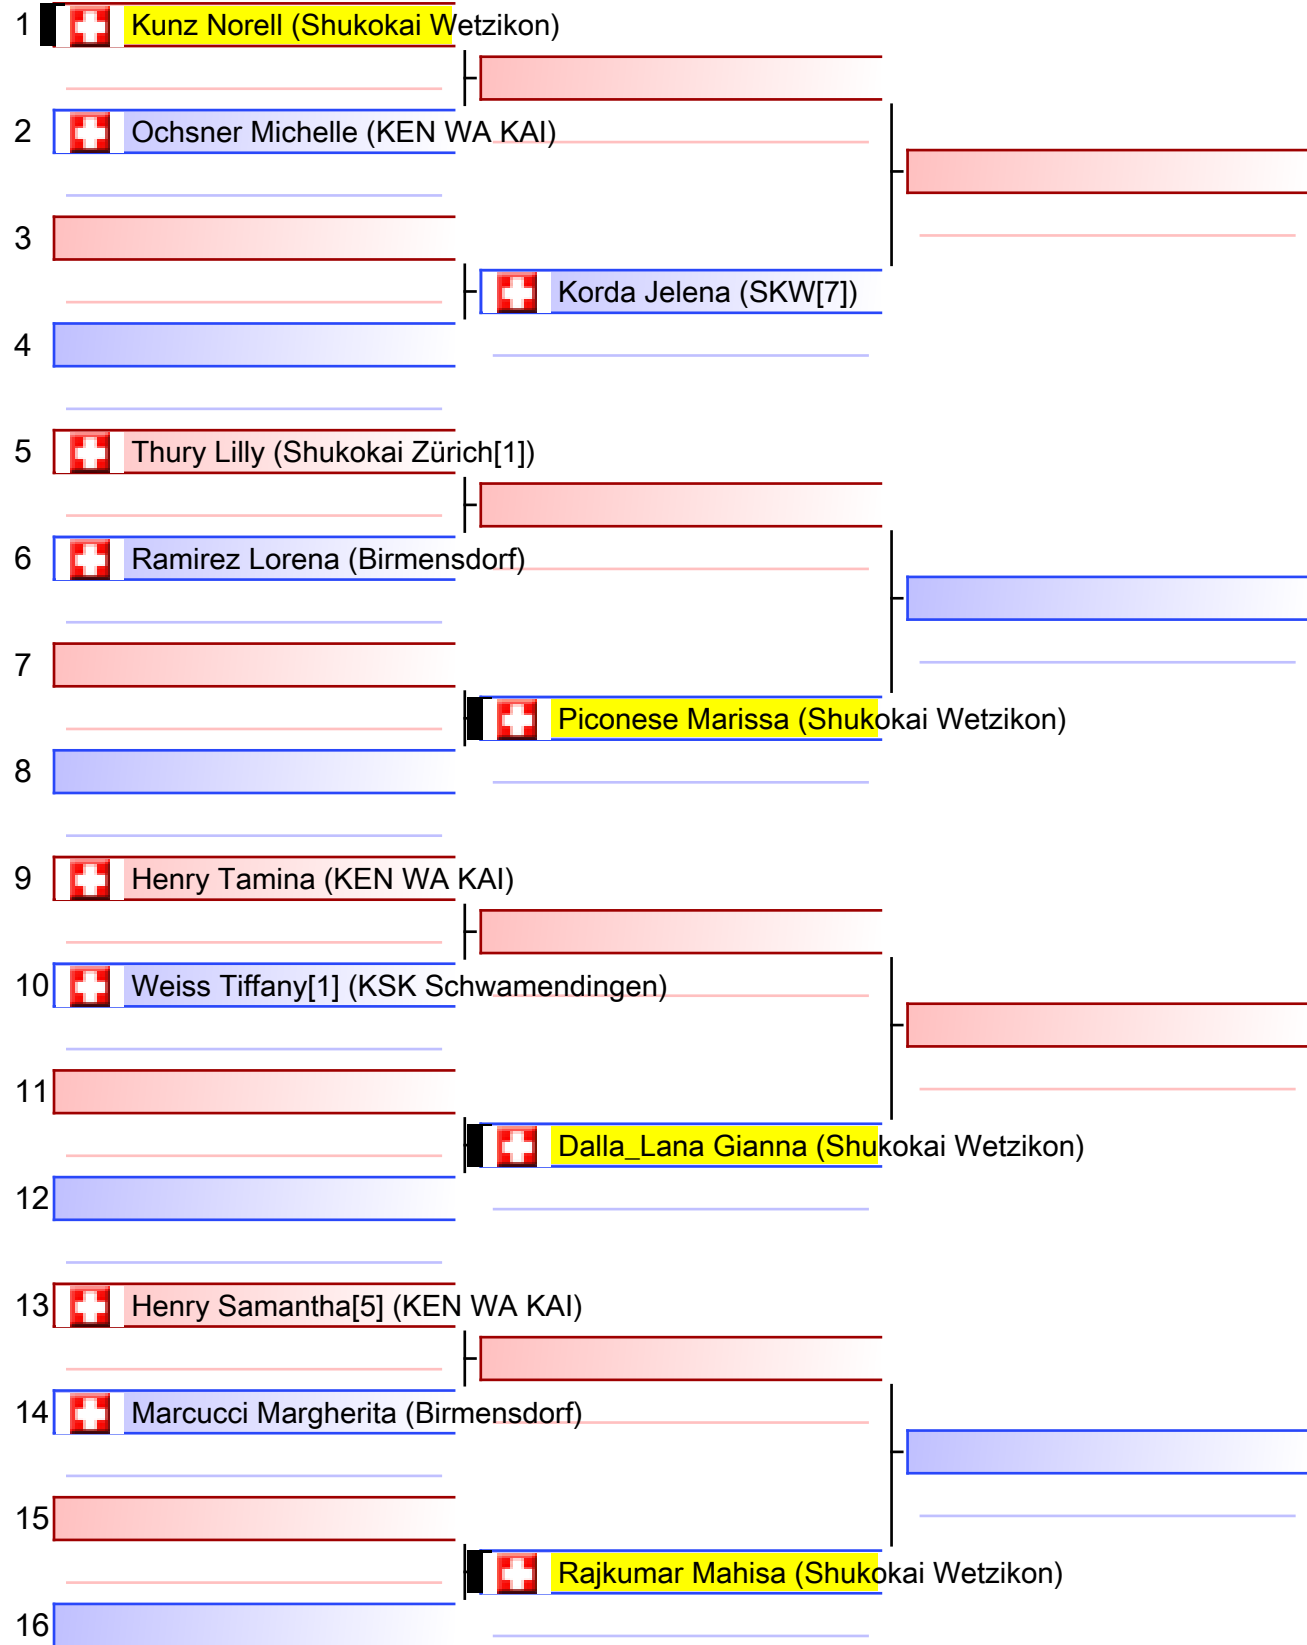 1 Kunz Norell (Shukokai Wetzikon)
2 Ochsner Michelle (KEN WA KAI)
3
Korda Jelena (SKW[7])
4
5 Thury Lilly (Shukokai Zürich[1])
6 Ramirez Lorena (Birmensdorf)
7
Piconese Marissa (Shukokai Wetzikon)
8
9 Henry Tamina (KEN WA KAI)
10 Weiss Tiffany[1] (KSK Schwamendingen)
11
Dalla_Lana Gianna (Shukokai Wetzikon)
12
13 Henry Samantha[5] (KEN WA KAI)
14 Marcucci Margherita (Birmensdorf)
15
Rajkumar Mahisa (Shukokai Wetzikon)
16